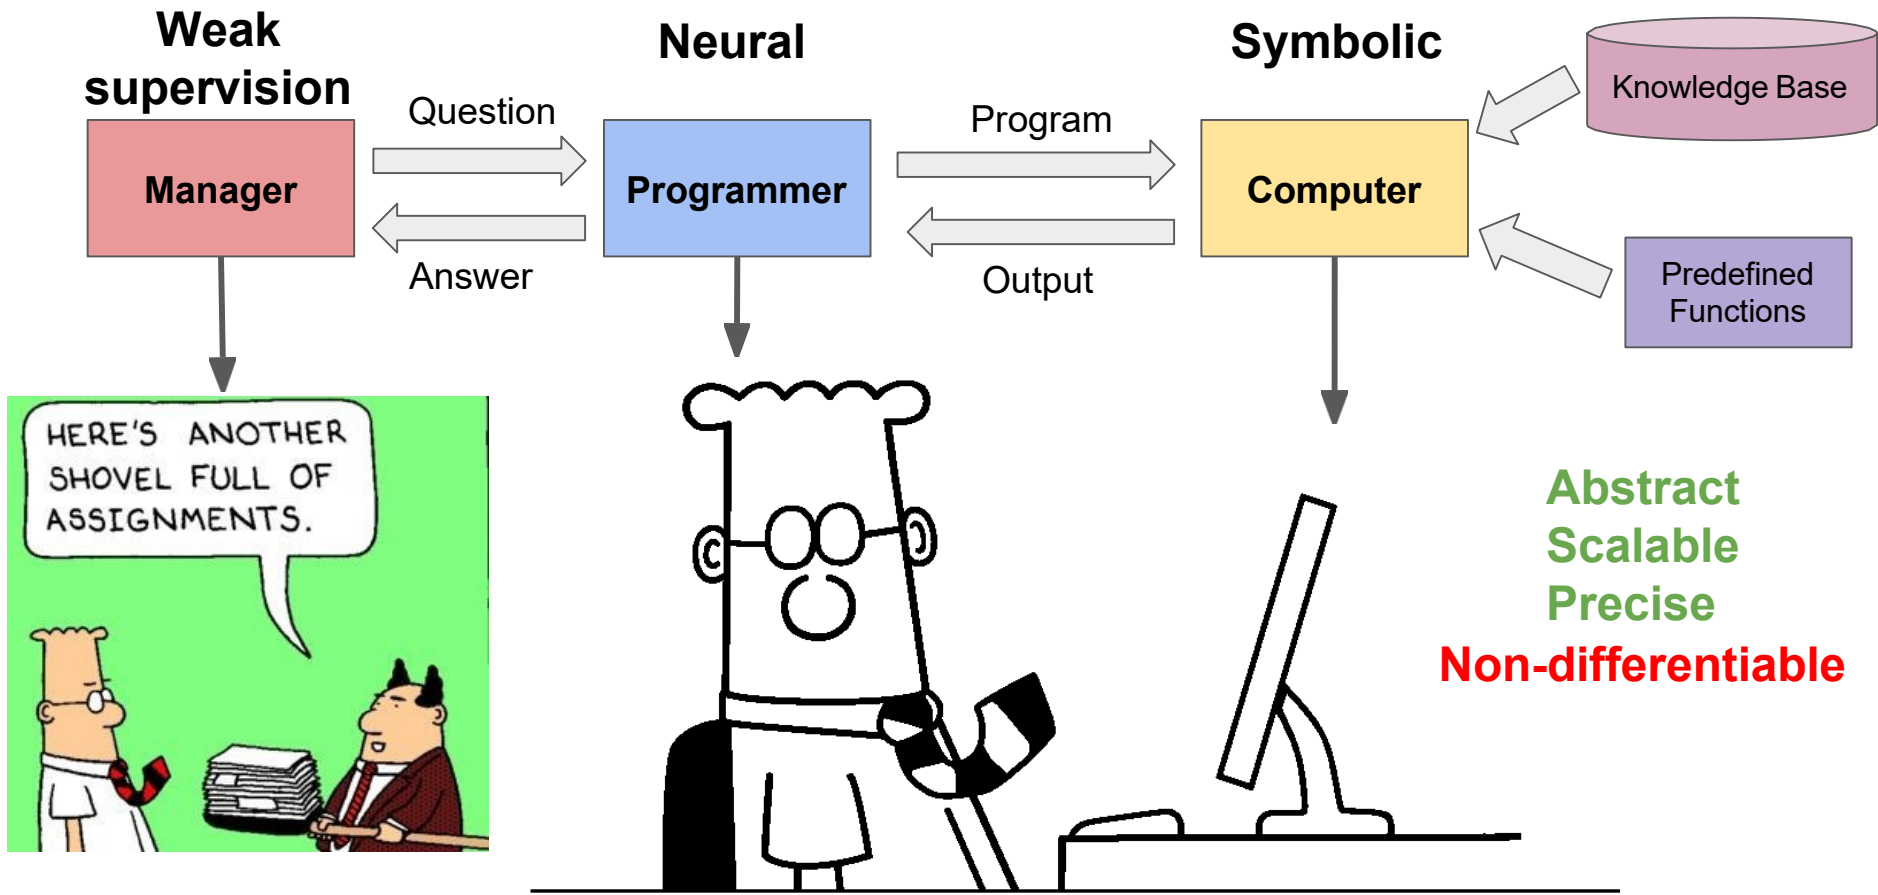 Weak
supervision
Neural
Symbolic
Knowledge Base
Question
Program
Manager
Programmer
Computer
Answer
Output
Predefined
Functions
HERE'S ANOTHER
SHOVEL FULL OF
ASSIGNMENTS.
Abstract
Scalable
Precise
Non-differentiable